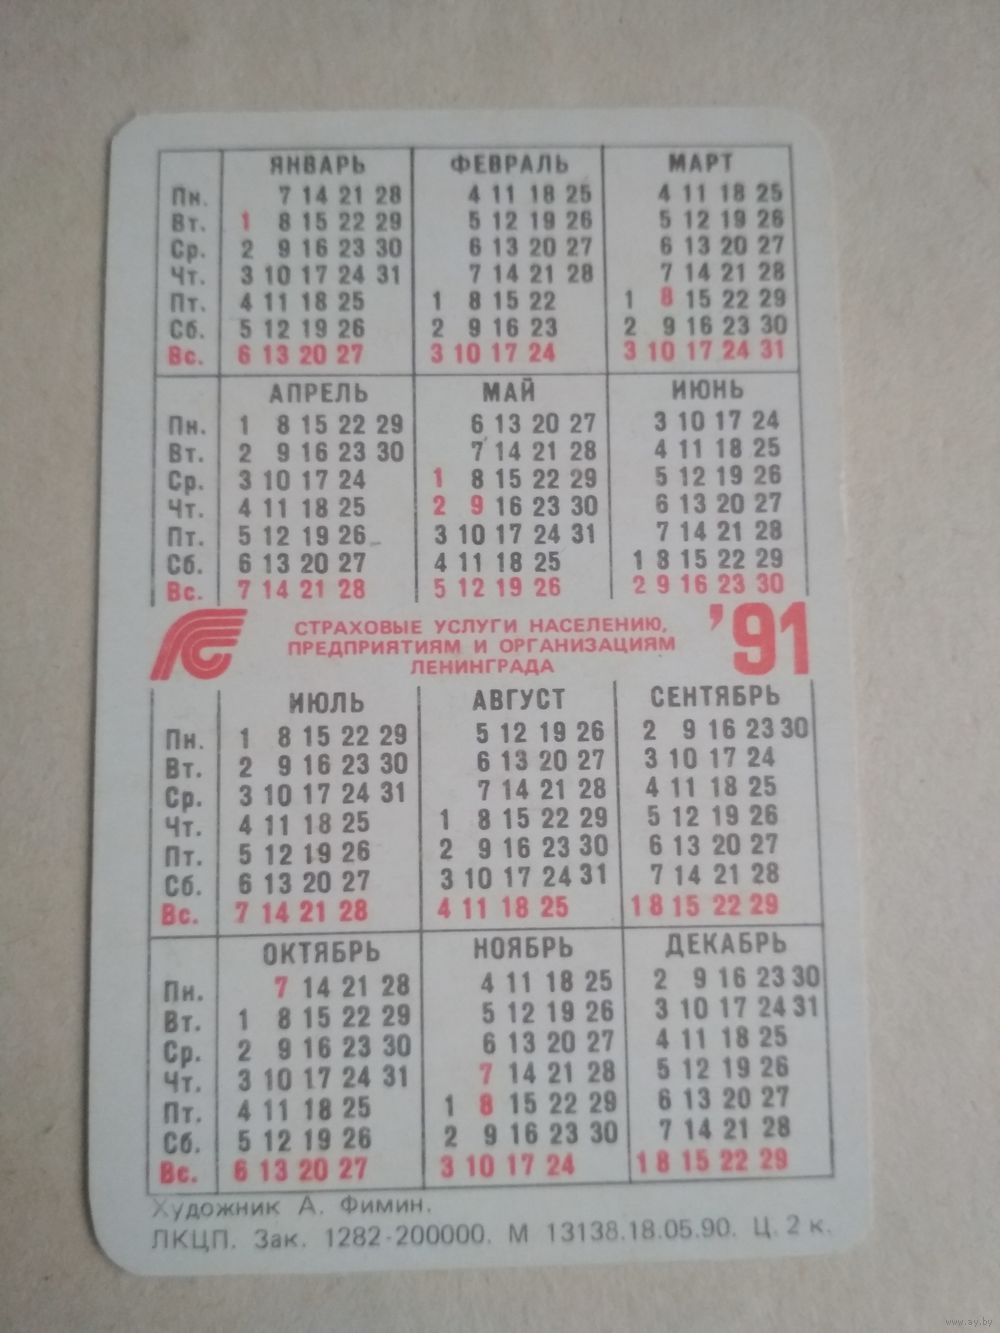 ЯНВАРЬ ФЕВРАЛЬ МАРТ
Пн. 7 14 21 28 4 11 18 25 4 11 18 25
Вт. 1 8 15 22 29 5 12 19 26 5 12 19 26
Ср. 2 9 16 23 30 6 13 20 27 6 13 20 27
Чт. 3 10 17 24 31 7 14 21 28 7 14 21 28
Пт. 4 11 18 25 1 8 15 22 1 8 15 22 29
Сб. 5 12 19 26 2 9 16 23 2 9 16 23 30
Вс. 6 13 20 27 3 10 17 24 3 10 17 24 31
АПРЕЛЬ МАЙ ИЮНЬ
Пн. 1 8 15 22 29 6 13 20 27 3 10 17 24
Вт. 2 9 16 23 30 7 14 21 28 4 11 18 25
Ср. 3 10 17 24 1 8 15 22 29 5 12 19 26
Чт. 4 11 18 25 2 9 16 23 30 6 13 20 27
Пт. 5 12 19 26 3 10 17 24 31 7 14 21 28
Сб. 6 13 20 27 4 11 18 25 1 8 15 22 29
Вс. 7 14 21 28 5 12 19 26 2 9 16 23 30
СТРАХОВЫЕ УСЛУГИ НАСЕЛЕНИЮ,
ПРЕДПРИЯТИЯМ И ОРГАНИЗАЦИЯМ
ЛЕНИНГРАДА
'91
ИЮЛЬ АВГУСТ СЕНТЯБРЬ
Пн. 1 8 15 22 29 5 12 19 26 2 9 16 23 30
Вт. 2 9 16 23 30 6 13 20 27 3 10 17 24
Ср. 3 10 17 24 31 7 14 21 28 4 11 18 25
Чт. 4 11 18 25 1 8 15 22 29 5 12 19 26
Пт. 5 12 19 26 2 9 16 23 30 6 13 20 27
Сб. 6 13 20 27 3 10 17 24 31 7 14 21 28
Вс. 7 14 21 28 4 11 18 25 1 8 15 22 29
ОКТЯБРЬ НОЯБРЬ ДЕКАБРЬ
Пн. 7 14 21 28 4 11 18 25 2 9 16 23 30
Вт. 1 8 15 22 29 5 12 19 26 3 10 17 24 31
Ср. 2 9 16 23 30 6 13 20 27 4 11 18 25
Чт. 3 10 17 24 31 7 14 21 28 5 12 19 26
Пт. 4 11 18 25 1 8 15 22 29 6 13 20 27
Сб. 5 12 19 26 2 9 16 23 30 7 14 21 28
Вс. 6 13 20 27 3 10 17 24 1 8 15 22 29
Художник А. Фимин.
ЛКЦП. Зак. 1282-200000. М 13138.18.05.90. Ц. 2 к.
www.ay.by